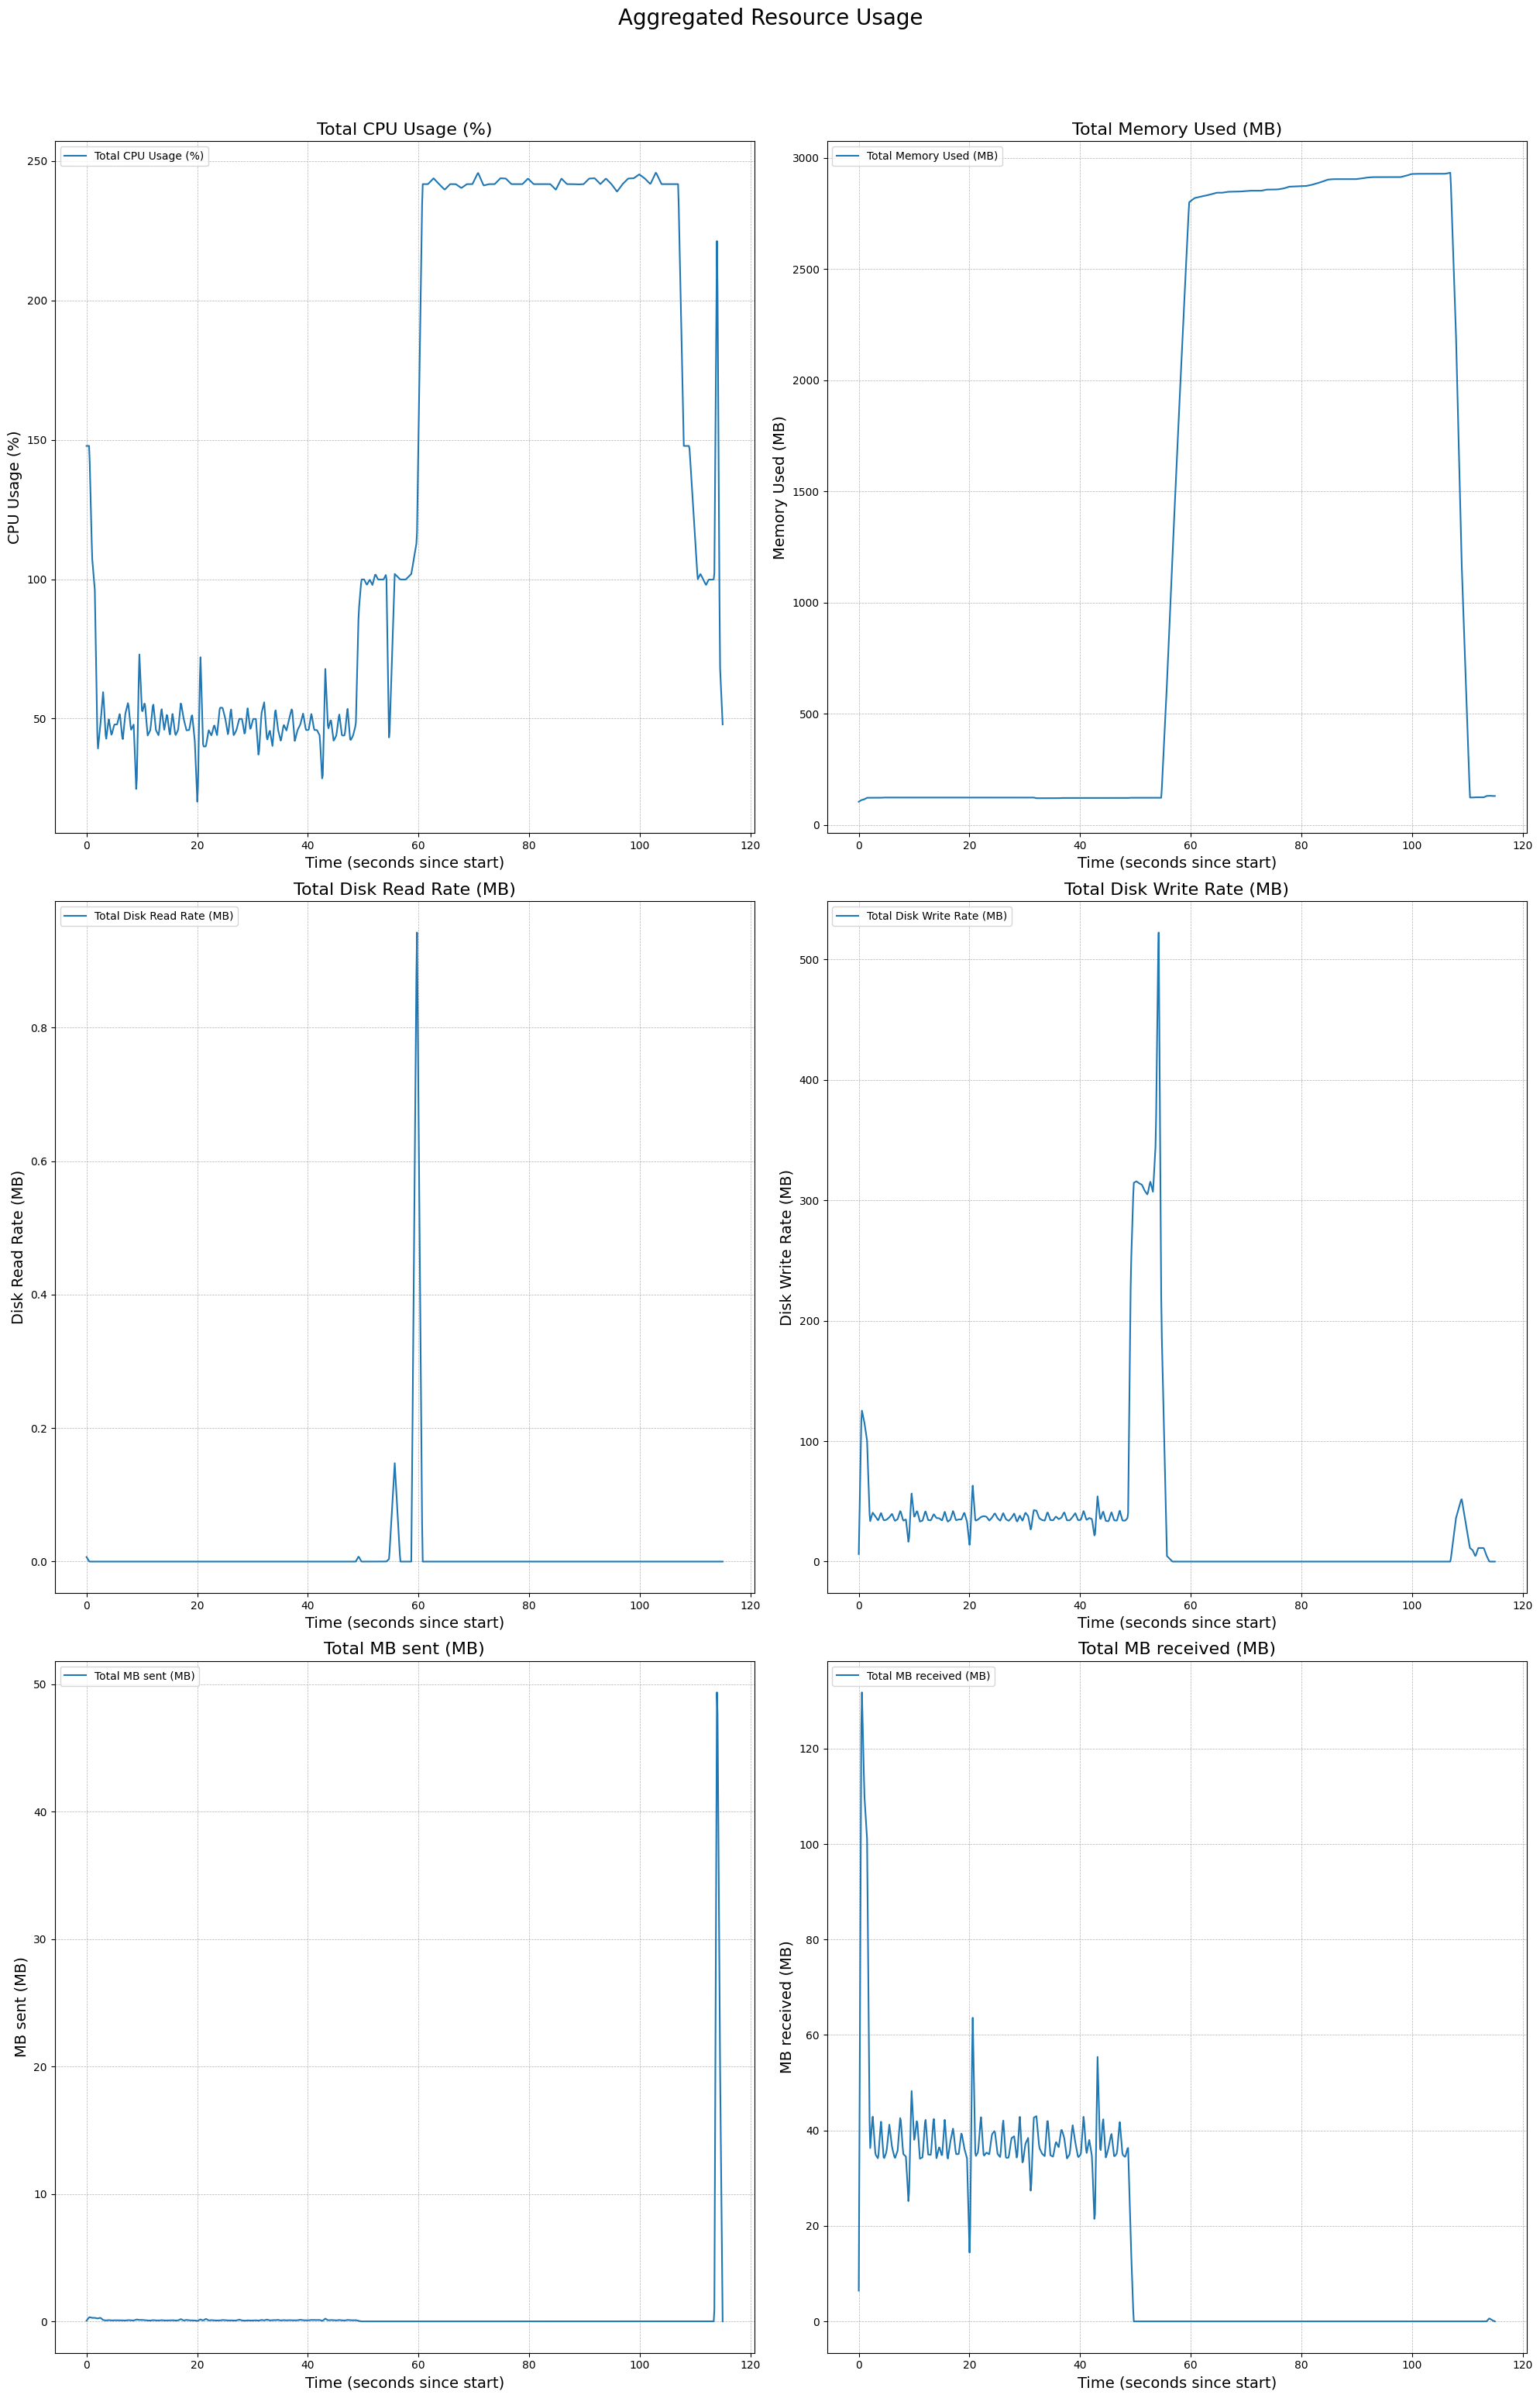 Aggregated Resource Usage
Total CPU Usage (%)
Total CPU Usage (%)
250
200
150
100
50
CPU Usage (%)
0 20 40 60 80 100 120
Time (seconds since start)
Total Memory Used (MB)
Total Memory Used (MB)
3000
2500
2000
1500
1000
500
0
Memory Used (MB)
0 20 40 60 80 100 120
Time (seconds since start)
Total Disk Read Rate (MB)
Total Disk Read Rate (MB)
0.8
0.6
0.4
0.2
0.0
Disk Read Rate (MB)
0 20 40 60 80 100 120
Time (seconds since start)
Total Disk Write Rate (MB)
Total Disk Write Rate (MB)
500
400
300
200
100
0
Disk Write Rate (MB)
0 20 40 60 80 100 120
Time (seconds since start)
Total MB sent (MB)
Total MB sent (MB)
50
40
30
20
10
0
MB sent (MB)
0 20 40 60 80 100 120
Time (seconds since start)
Total MB received (MB)
Total MB received (MB)
120
100
80
60
40
20
0
MB received (MB)
0 20 40 60 80 100 120
Time (seconds since start)